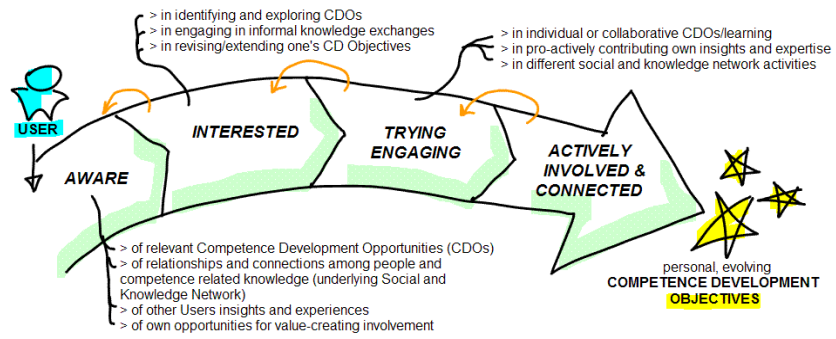 > in identifying and exploring CDOs
> in engaging in informal knowledge exchanges
> in revising/extending one's CD Objectives
> in individual or collaborative CDOs/learning
> in pro-actively contributing own insights and expertise
> in different social and knowledge network activities
USER
AWARE
INTERESTED
TRYING
ENGAGING
ACTIVELY
INVOLVED &
CONNECTED
> of relevant Competence Development Opportunities (CDOs)
> of relationships and connections among people and
competence related knowledge (underlying Social and
Knowledge Network)
> of other Users insights and experiences
> of own opportunities for value-creating involvement
personal, evolving
COMPETENCE DEVELOPMENT
OBJECTIVES